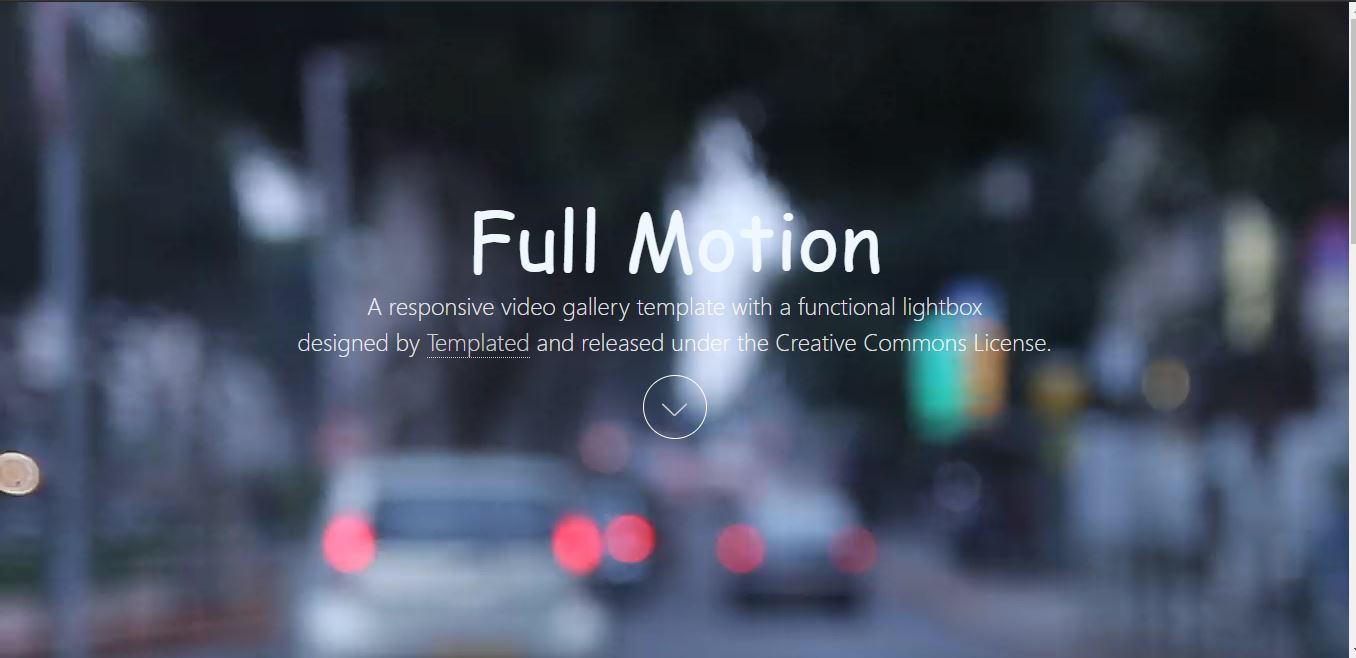 Full Motion
A responsive video gallery template with a functional lightbox
designed by Templated and released under the Creative Commons License.